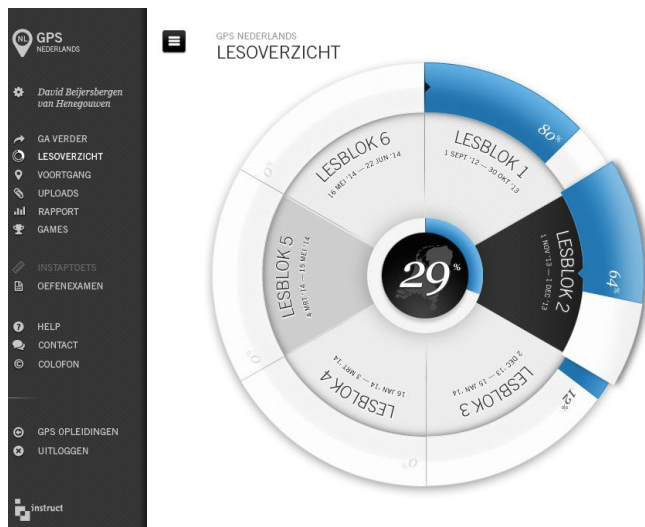 NL
GPS
NEDERLANDS
David Beijersbergen
van Henegouwen
GA VERDER
LESOVERZICHT
VOORTGANG
UPLOADS
RAPPORT
GAMES
INSTAPTOETS
OEFENEXAMEN
HELP
CONTACT
© COLOFON
GPS OPLEIDINGEN
UITLOGGEN
instruct
GPS NEDERLANDS
LESOVERZICHT
LESBLOK 1
1 SEPT '12 — 30 OKT '13
80%
LESBLOK 2
1 NOV '13 — 1 DEC '13
64%
LESBLOK 3
2 DEC '13 — 15 JAN '14
12%
LESBLOK 4
16 JAN '14 — 3 MRT '14
0%
LESBLOK 5
4 MRT '14 — 15 MEI '14
0%
LESBLOK 6
16 MEI '14 — 22 JUN '14
0%
29%